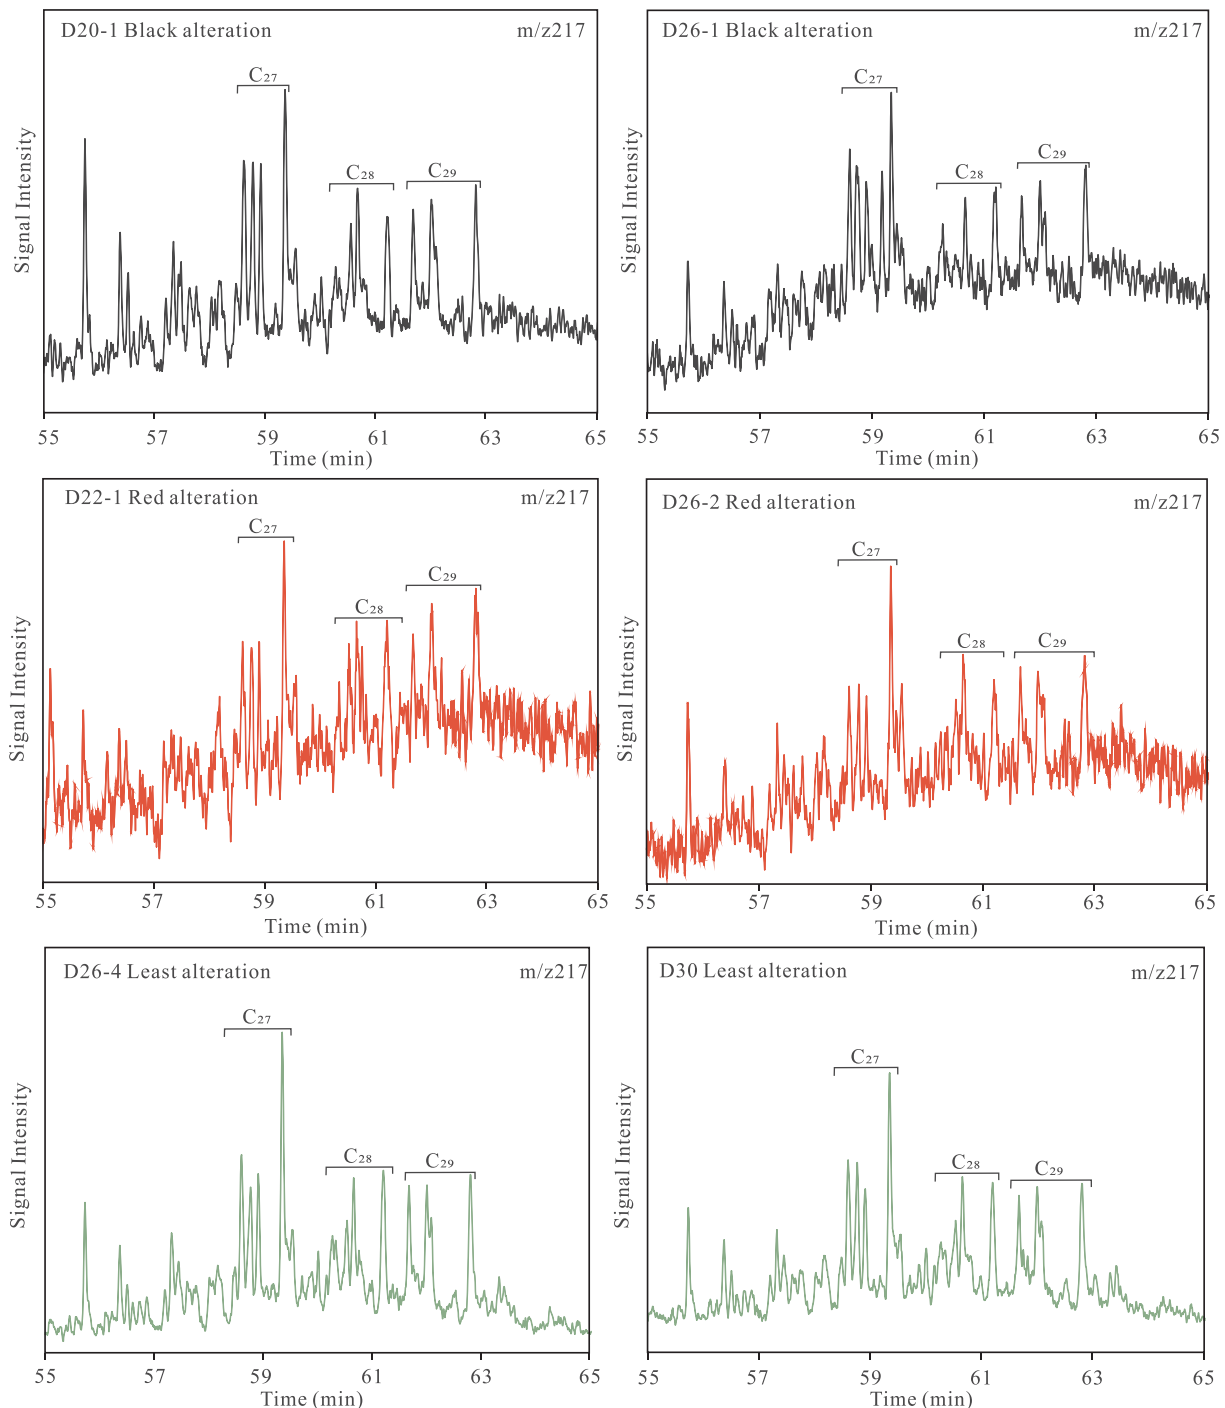 D20-1 Black alteration m/z217
C₂₇
C₂₈
C₂₉
Signal Intensity
55 57 59 61 63 65
Time (min)
D26-1 Black alteration m/z217
C₂₇
C₂₉
C₂₈
Signal Intensity
55 57 59 61 63 65
Time (min)
D22-1 Red alteration m/z217
C₂₇
C₂₉
C₂₈
Signal Intensity
55 57 59 61 63 65
Time (min)
D26-2 Red alteration m/z217
C₂₇
C₂₈ C₂₉
Signal Intensity
55 57 59 61 63 65
Time (min)
D26-4 Least alteration m/z217
C₂₇
C₂₈ C₂₉
Signal Intensity
55 57 59 61 63 65
Time (min)
D30 Least alteration m/z217
C₂₇
C₂₈ C₂₉
Signal Intensity
55 57 59 61 63 65
Time (min)